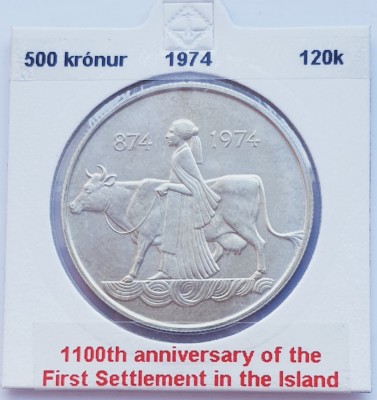 500 krónur 1974 120k
874 1974
1100th anniversary of the
First Settlement in the Island